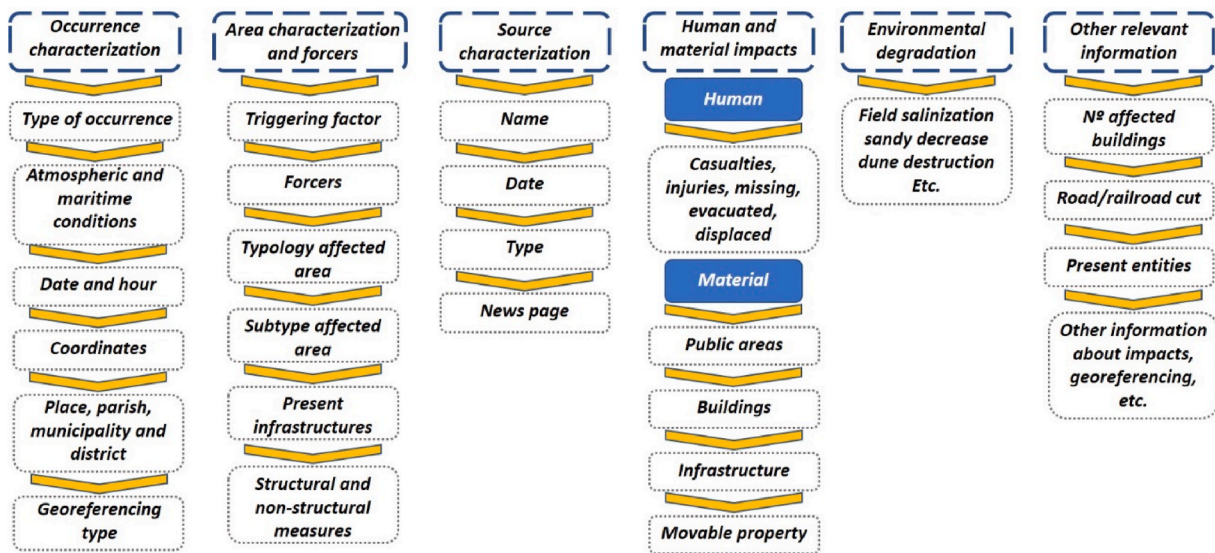 Occurrence
characterization
Type of occurrence
Atmospheric and
maritime
conditions
Date and hour
Coordinates
Place, parish,
municipality and
district
Georeferencing
type
Area characterization
and forcers
Triggering factor
Forcers
Typology affected
area
Subtype affected
area
Present
infrastructures
Structural and
non-structural
measures
Source
characterization
Name
Date
Type
News page
Human and
material impacts
Human
Casualties,
injuries, missing,
evacuated,
displaced
Material
Public areas
Buildings
Infrastructure
Movable property
Environmental
degradation
Field salinization
sandy decrease
dune destruction
Etc.
Other relevant
information
Nº affected
buildings
Road/railroad cut
Present entities
Other information
about impacts,
georeferencing,
etc.